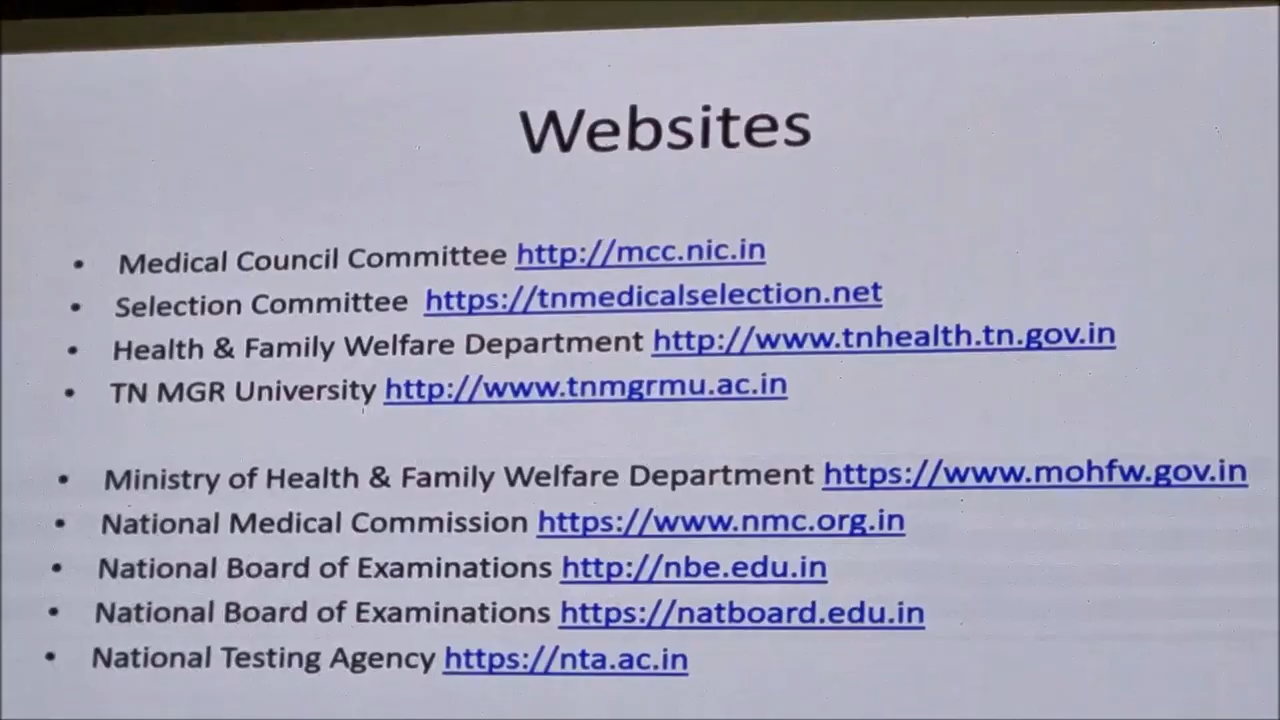 Websites
• Medical Council Committee http://mcc.nic.in
• Selection Committee https://tnmedicalselection.net
• Health & Family Welfare Department http://www.tnhealth.tn.gov.in
• TN MGR University http://www.tnmgrmu.ac.in
• Ministry of Health & Family Welfare Department https://www.mohfw.gov.in
• National Medical Commission https://www.nmc.org.in
• National Board of Examinations http://nbe.edu.in
• National Board of Examinations https://natboard.edu.in
• National Testing Agency https://nta.ac.in